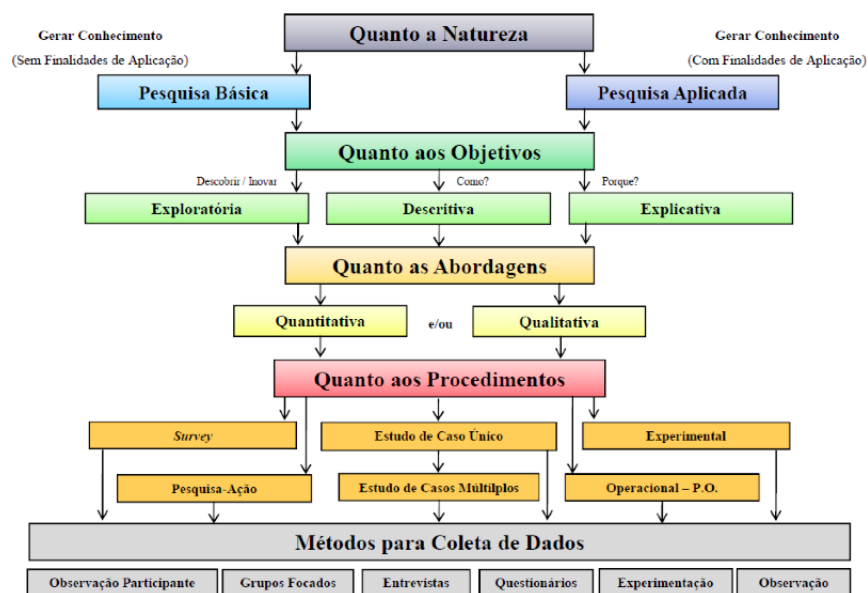 Gerar Conhecimento
(Sem Finalidades de Aplicação)
Quanto a Natureza
Gerar Conhecimento
(Com Finalidades de Aplicação)
Pesquisa Básica
Pesquisa Aplicada
Quanto aos Objetivos
Descobrir / Inovar
Como?
Porque?
Exploratória
Descritiva
Explicativa
Quanto as Abordagens
Quantitativa
e/ou
Qualitativa
Quanto aos Procedimentos
Survey
Estudo de Caso Único
Experimental
Pesquisa-Ação
Estudo de Casos Múltilplos
Operacional – P.O.
Métodos para Coleta de Dados
Observação Participante
Grupos Focados
Entrevistas
Questionários
Experimentação
Observação